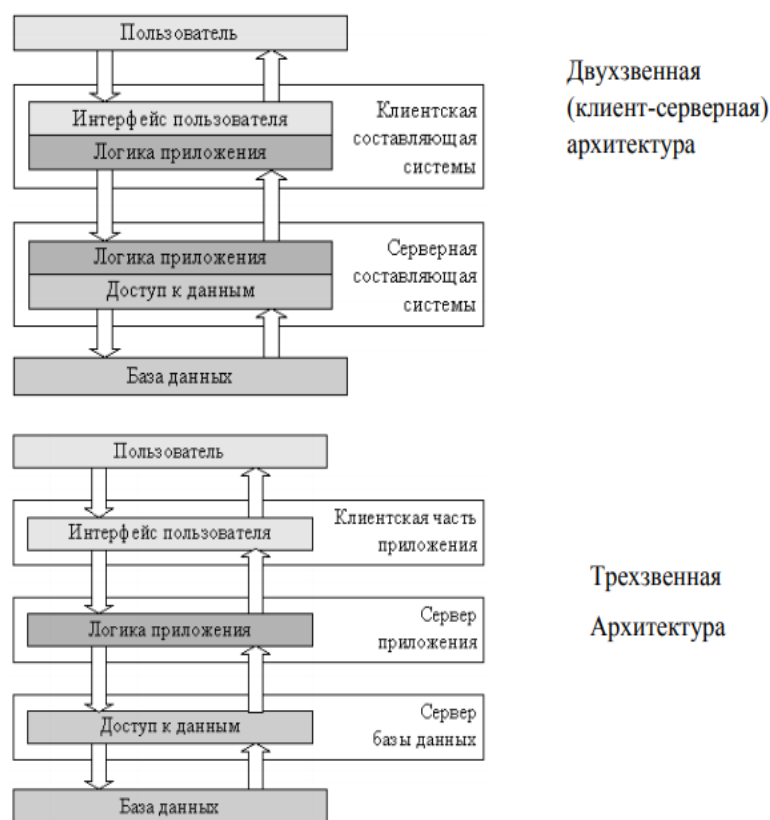 Пользователь
Интерфейс пользователя
Логика приложения
Клиентская
составляющая
системы
Логика приложения
Доступ к данным
Серверная
составляющая
системы
База данных
Двухзвенная
(клиент-серверная)
архитектура
Пользователь
Интерфейс пользователя
Клиентская часть
приложения
Логика приложения
Сервер
приложения
Доступ к данным
Сервер
базы данных
База данных
Трехзвенная
Архитектура